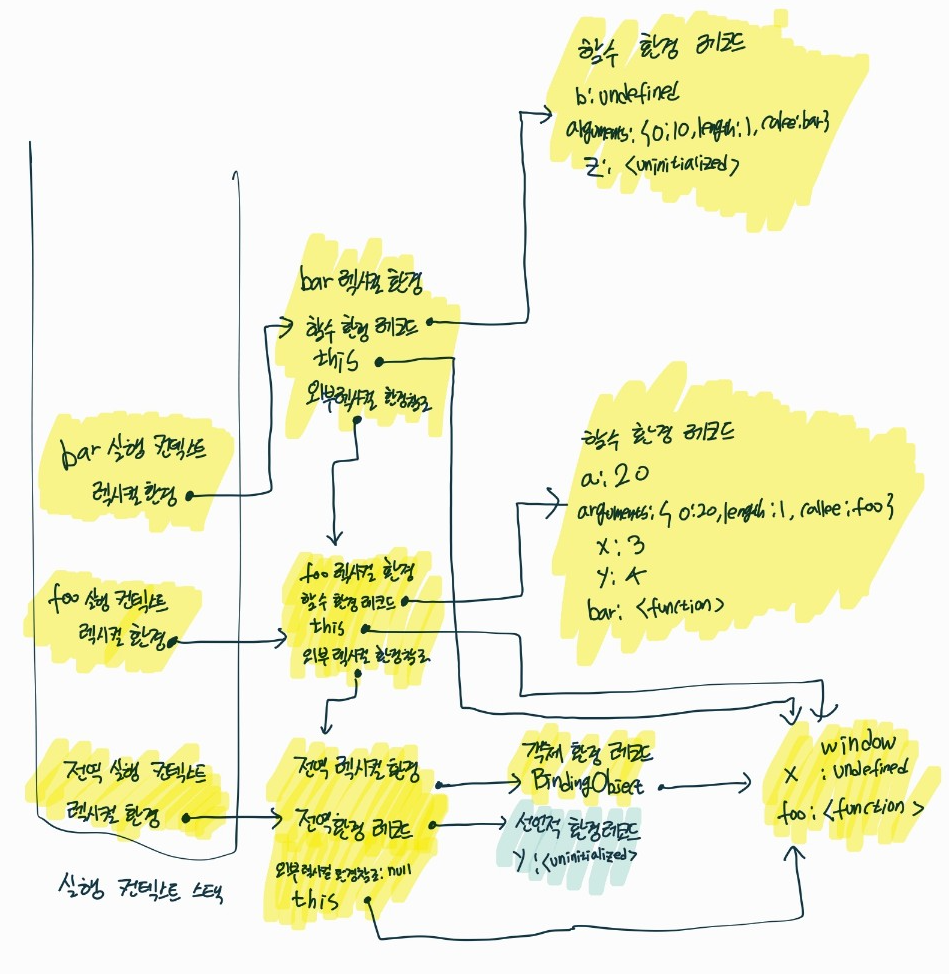 함수 환경 레코드
b: undefined
arguments: {0:10, length:1, callee:bar}
z: <uninitialized>
bar 렉시컬 환경
함수 환경 레코드
this
외부렉시컬 환경참조
bar 실행 컨텍스트
렉시컬 환경
함수 환경 레코드
a: 20
arguments: { 0:20, length:1, callee:foo}
x: 3
y: 4
bar: <function>
foo 렉시컬 환경
함수 환경레코드
this
외부렉시컬 환경참조
foo 실행 컨텍스트
렉시컬 환경
전역 실행 컨텍스트
렉시컬 환경
전역 렉시컬 환경
전역환경 레코드
외부렉시컬 환경참조: null
this
객체 환경 레코드
BindingObject
선언적 환경레코드
y: <uninitialized>
window
x : undefined
foo: <function>
실행 컨텍스트 스택